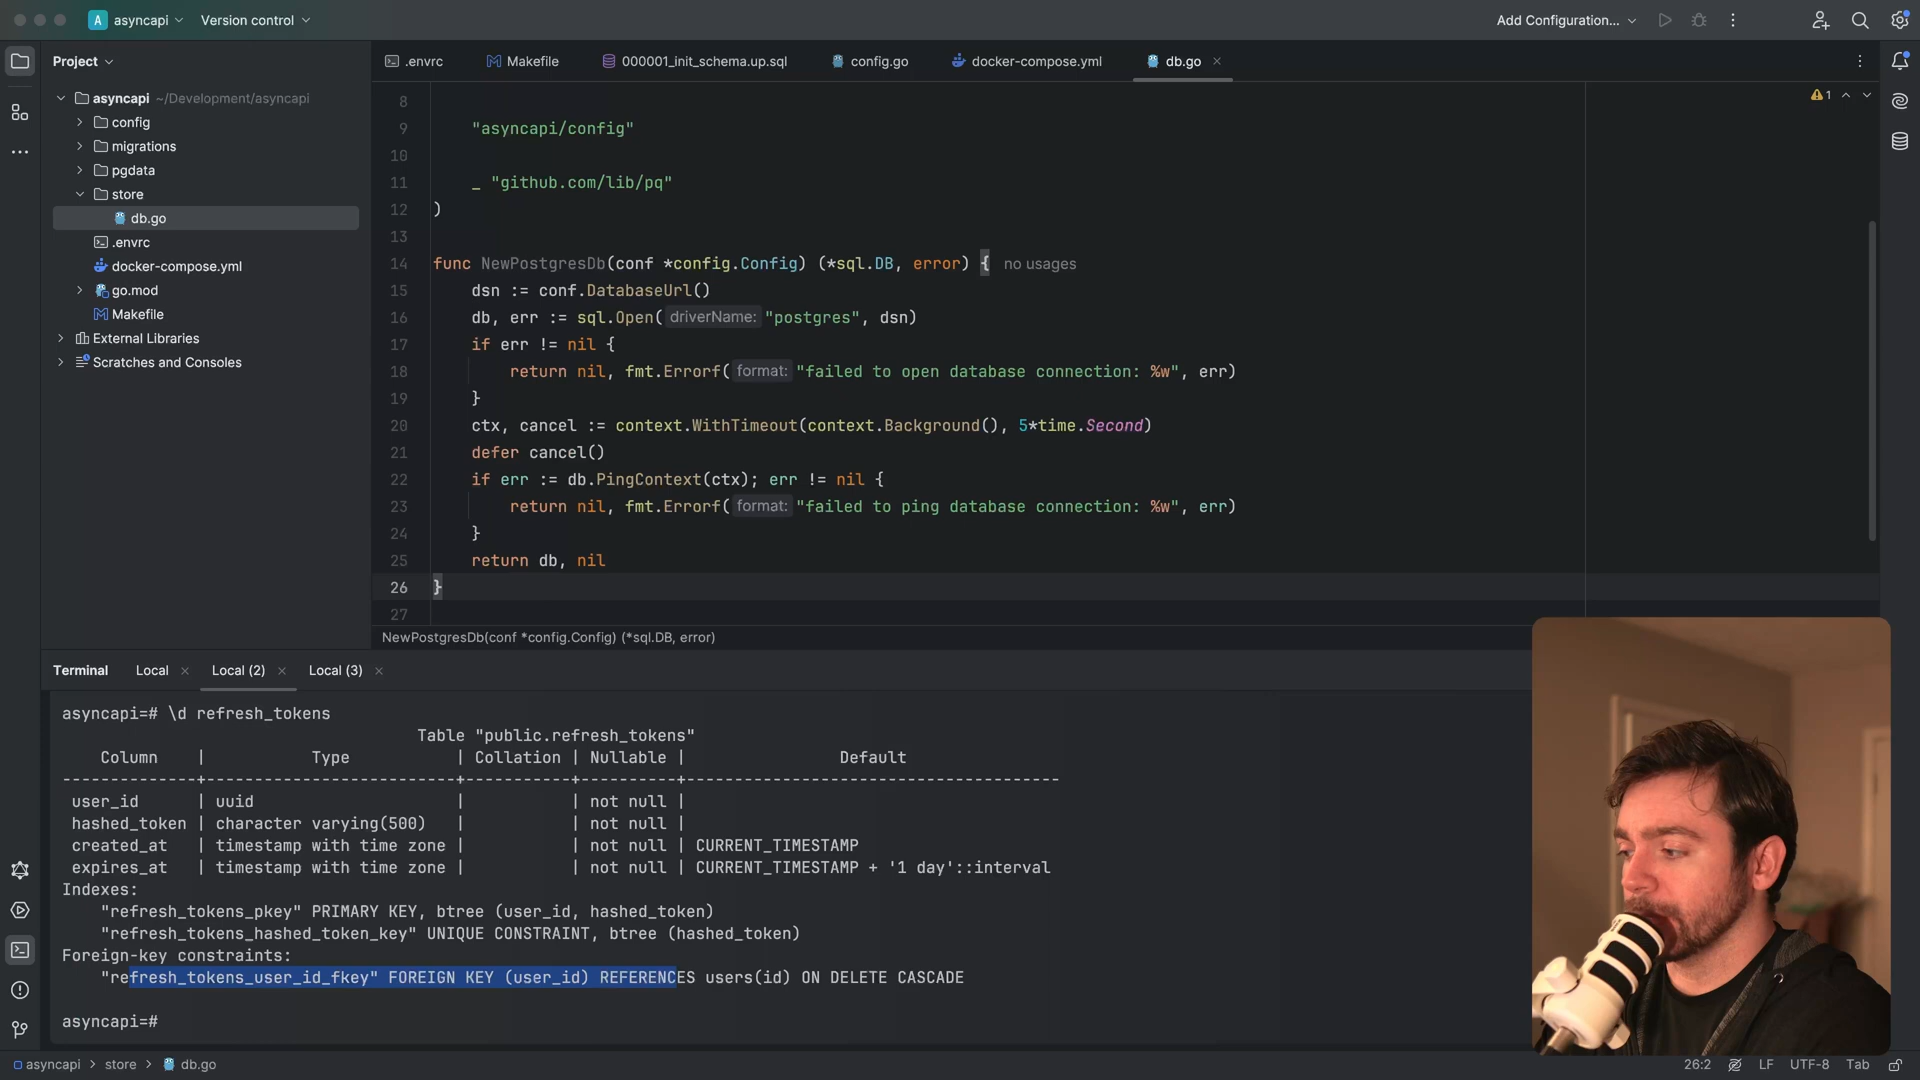 A asyncapi Version control Add Configuration...
Project
.envrc Makefile 000001_init_schema.up.sql config.go docker-compose.yml db.go
asyncapi ~/Development/asyncapi
config
migrations
pgdata
store
db.go
.envrc
docker-compose.yml
go.mod
Makefile
External Libraries
Scratches and Consoles
1
8
9 "asyncapi/config"
10
11 _ "github.com/lib/pq"
12 )
13
14 func NewPostgresDb(conf *config.Config) (*sql.DB, error) { no usages
15 dsn := conf.DatabaseUrl()
16 db, err := sql.Open( driverName: "postgres", dsn)
17 if err != nil {
18 return nil, fmt.Errorf( format: "failed to open database connection: %w", err)
19 }
20 ctx, cancel := context.WithTimeout(context.Background(), 5*time.Second)
21 defer cancel()
22 if err := db.PingContext(ctx); err != nil {
23 return nil, fmt.Errorf( format: "failed to ping database connection: %w", err)
24 }
25 return db, nil
26 }
27
NewPostgresDb(conf *config.Config) (*sql.DB, error)
Terminal Local Local (2) Local (3)
asyncapi=# \d refresh_tokens
Table "public.refresh_tokens"
Column | Type | Collation | Nullable | Default
--------------+--------------------------+-----------+----------+---------------------------------------
user_id | uuid | | not null |
hashed_token | character varying(500) | | not null |
created_at | timestamp with time zone | | not null | CURRENT_TIMESTAMP
expires_at | timestamp with time zone | | not null | CURRENT_TIMESTAMP + '1 day'::interval
Indexes:
"refresh_tokens_pkey" PRIMARY KEY, btree (user_id, hashed_token)
"refresh_tokens_hashed_token_key" UNIQUE CONSTRAINT, btree (hashed_token)
Foreign-key constraints:
"refresh_tokens_user_id_fkey" FOREIGN KEY (user_id) REFERENCES users(id) ON DELETE CASCADE
asyncapi=#
asyncapi > store > db.go 26:2 LF UTF-8 Tab